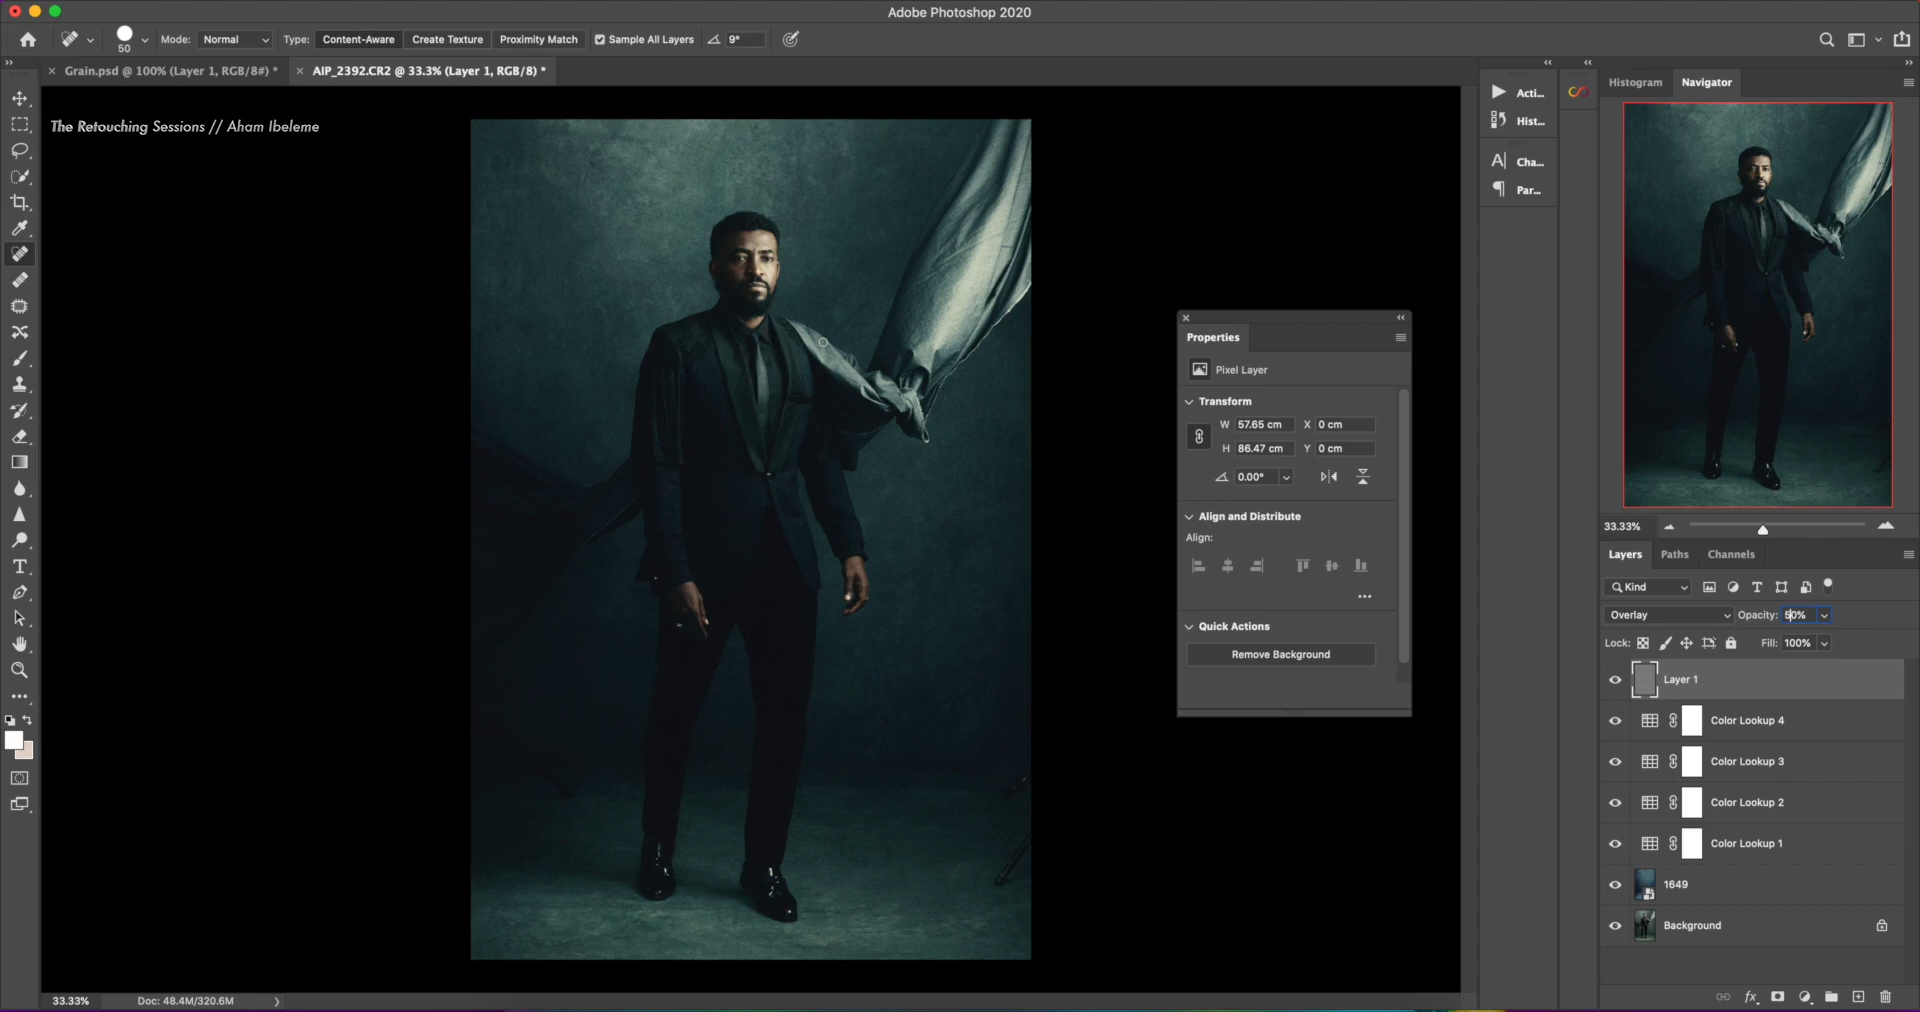 Adobe Photoshop 2020
50
Mode: Normal
Type: Content-Aware Create Texture Proximity Match
Sample All Layers
9°
Grain.psd @ 100% (Layer 1, RGB/8#) *
AIP_2392.CR2 @ 33.3% (Layer 1, RGB/8) *
The Retouching Sessions // Aham Ibeleme
Acti...
Hist...
Cha...
Par...
Histogram Navigator
33.33%
Properties
Pixel Layer
Transform
W 57.65 cm X 0 cm
H 86.47 cm Y 0 cm
0.00°
Align and Distribute
Align:
Quick Actions
Remove Background
Layers Paths Channels
Kind
Overlay Opacity: 50%
Lock: Fill: 100%
Layer 1
Color Lookup 4
Color Lookup 3
Color Lookup 2
Color Lookup 1
1649
Background
33.33% Doc: 48.4M/320.6M